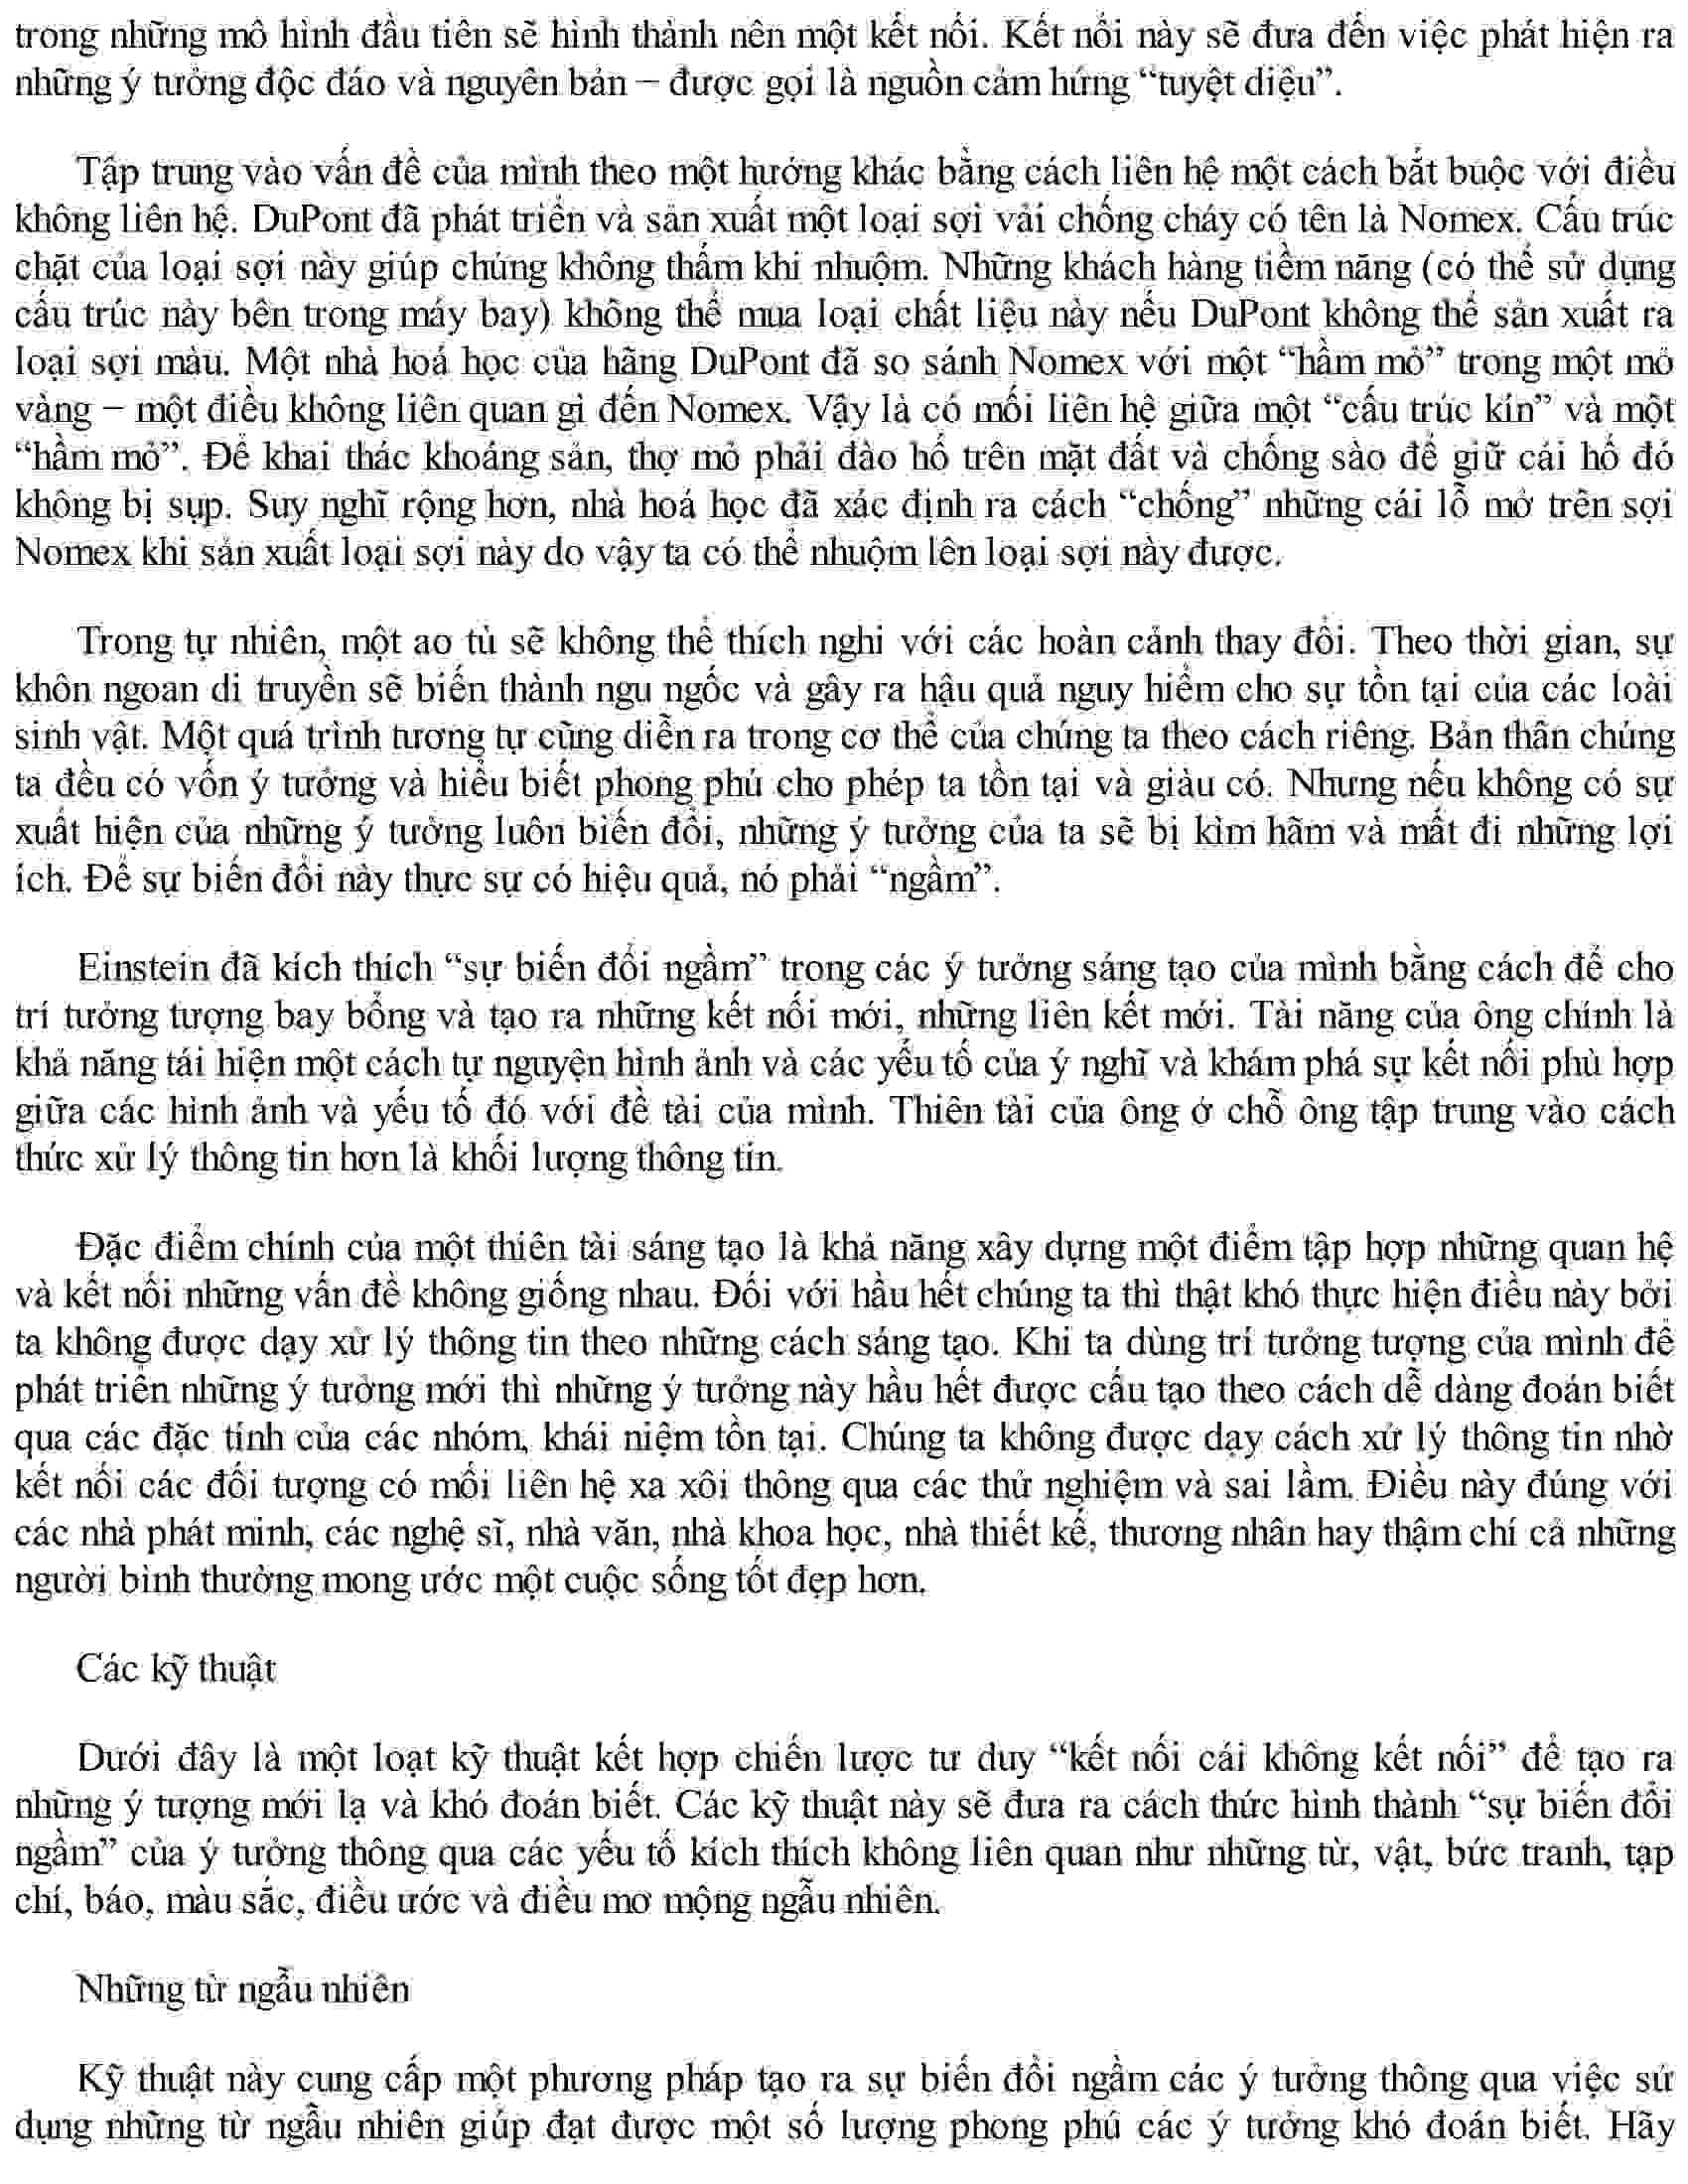 trong những mô hình đầu tiên sẽ hình thành nên một kết nối. Kết nối này sẽ đưa đến việc phát hiện ra
những ý tưởng độc đáo và nguyên bản – được gọi là nguồn cảm hứng “tuyệt diệu”.
Tập trung vào vấn đề của mình theo một hướng khác bằng cách liên hệ một cách bắt buộc với điều
không liên hệ. DuPont đã phát triển và sản xuất một loại sợi vải chống cháy có tên là Nomex. Cấu trúc
chặt của loại sợi này giúp chúng không thấm khi nhuộm. Những khách hàng tiềm năng (có thể sử dụng
cấu trúc này bên trong máy bay) không thể mua loại chất liệu này nếu DuPont không thể sản xuất ra
loại sợi màu. Một nhà hoá học của hãng DuPont đã so sánh Nomex với một “hầm mỏ” trong một mỏ
vàng – một điều không liên quan gì đến Nomex. Vậy là có mối liên hệ giữa một “cấu trúc kín” và một
“hầm mỏ”. Để khai thác khoáng sản, thợ mỏ phải đào hố trên mặt đất và chống sào để giữ cái hố đó
không bị sụp. Suy nghĩ rộng hơn, nhà hoá học đã xác định ra cách “chống” những cái lỗ mở trên sợi
Nomex khi sản xuất loại sợi này do vậy ta có thể nhuộm lên loại sợi này được.
Trong tự nhiên, một ao tù sẽ không thể thích nghi với các hoàn cảnh thay đổi. Theo thời gian, sự
khôn ngoan di truyền sẽ biến thành ngu ngốc và gây ra hậu quả nguy hiểm cho sự tồn tại của các loài
sinh vật. Một quá trình tương tự cũng diễn ra trong cơ thể của chúng ta theo cách riêng. Bản thân chúng
ta đều có vốn ý tưởng và hiểu biết phong phú cho phép ta tồn tại và giàu có. Nhưng nếu không có sự
xuất hiện của những ý tưởng luôn biến đổi, những ý tưởng của ta sẽ bị kìm hãm và mất đi những lợi
ích. Để sự biến đổi này thực sự có hiệu quả, nó phải “ngầm”.
Einstein đã kích thích “sự biến đổi ngầm” trong các ý tưởng sáng tạo của mình bằng cách để cho
trí tưởng tượng bay bổng và tạo ra những kết nối mới, những liên kết mới. Tài năng của ông chính là
khả năng tái hiện một cách tự nguyện hình ảnh và các yếu tố của ý nghĩ và khám phá sự kết nối phù hợp
giữa các hình ảnh và yếu tố đó với đề tài của mình. Thiên tài của ông ở chỗ ông tập trung vào cách
thức xử lý thông tin hơn là khối lượng thông tin.
Đặc điểm chính của một thiên tài sáng tạo là khả năng xây dựng một điểm tập hợp những quan hệ
và kết nối những vấn đề không giống nhau. Đối với hầu hết chúng ta thì thật khó thực hiện điều này bởi
ta không được dạy xử lý thông tin theo những cách sáng tạo. Khi ta dùng trí tưởng tượng của mình để
phát triển những ý tưởng mới thì những ý tưởng này hầu hết được cấu tạo theo cách dễ dàng đoán biết
qua các đặc tính của các nhóm, khái niệm tồn tại. Chúng ta không được dạy cách xử lý thông tin nhờ
kết nối các đối tượng có mối liên hệ xa xôi thông qua các thử nghiệm và sai lầm. Điều này đúng với
các nhà phát minh, các nghệ sĩ, nhà văn, nhà khoa học, nhà thiết kế, thương nhân hay thậm chí cả những
người bình thường mong ước một cuộc sống tốt đẹp hơn.
Các kỹ thuật
Dưới đây là một loạt kỹ thuật kết hợp chiến lược tư duy “kết nối cái không kết nối” để tạo ra
những ý tượng mới lạ và khó đoán biết. Các kỹ thuật này sẽ đưa ra cách thức hình thành “sự biến đổi
ngầm” của ý tưởng thông qua các yếu tố kích thích không liên quan như những từ, vật, bức tranh, tạp
chí, báo, màu sắc, điều ước và điều mơ mộng ngẫu nhiên.
Những từ ngẫu nhiên
Kỹ thuật này cung cấp một phương pháp tạo ra sự biến đổi ngầm các ý tưởng thông qua việc sử
dụng những từ ngẫu nhiên giúp đạt được một số lượng phong phú các ý tưởng khó đoán biết. Hãy